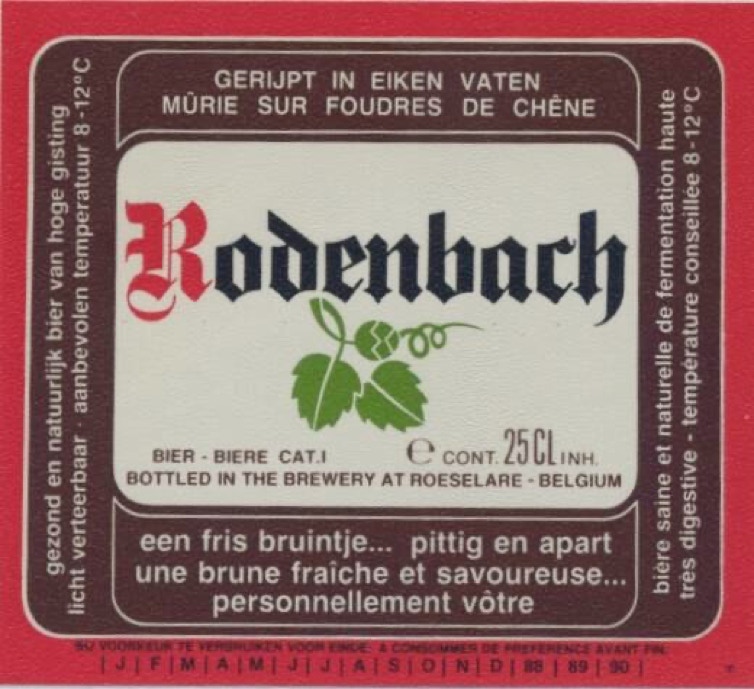 GERIJPT IN EIKEN VATEN
MÛRIE SUR FOUDRES DE CHÊNE
gezond en natuurlijk bier van hoge gisting
licht verteerbaar - aanbevolen temperatuur 8-12°C
Rodenbach
BIER - BIERE CAT.I
e CONT. 25CL INH.
BOTTLED IN THE BREWERY AT ROESELARE - BELGIUM
een fris bruintje... pittig en apart
une brune fraîche et savoureuse...
personnellement vôtre
bière saine et naturelle de fermentation haute
très digestive - température conseillée 8-12°C
BIJ VOORKEUR TE VERBRUIKEN VOOR EINDE: A CONSOMMER DE PREFERENCE AVANT FIN:
| J | F | M | A | M | J | J | A | S | O | N | D | 88 | 89 | 90 |